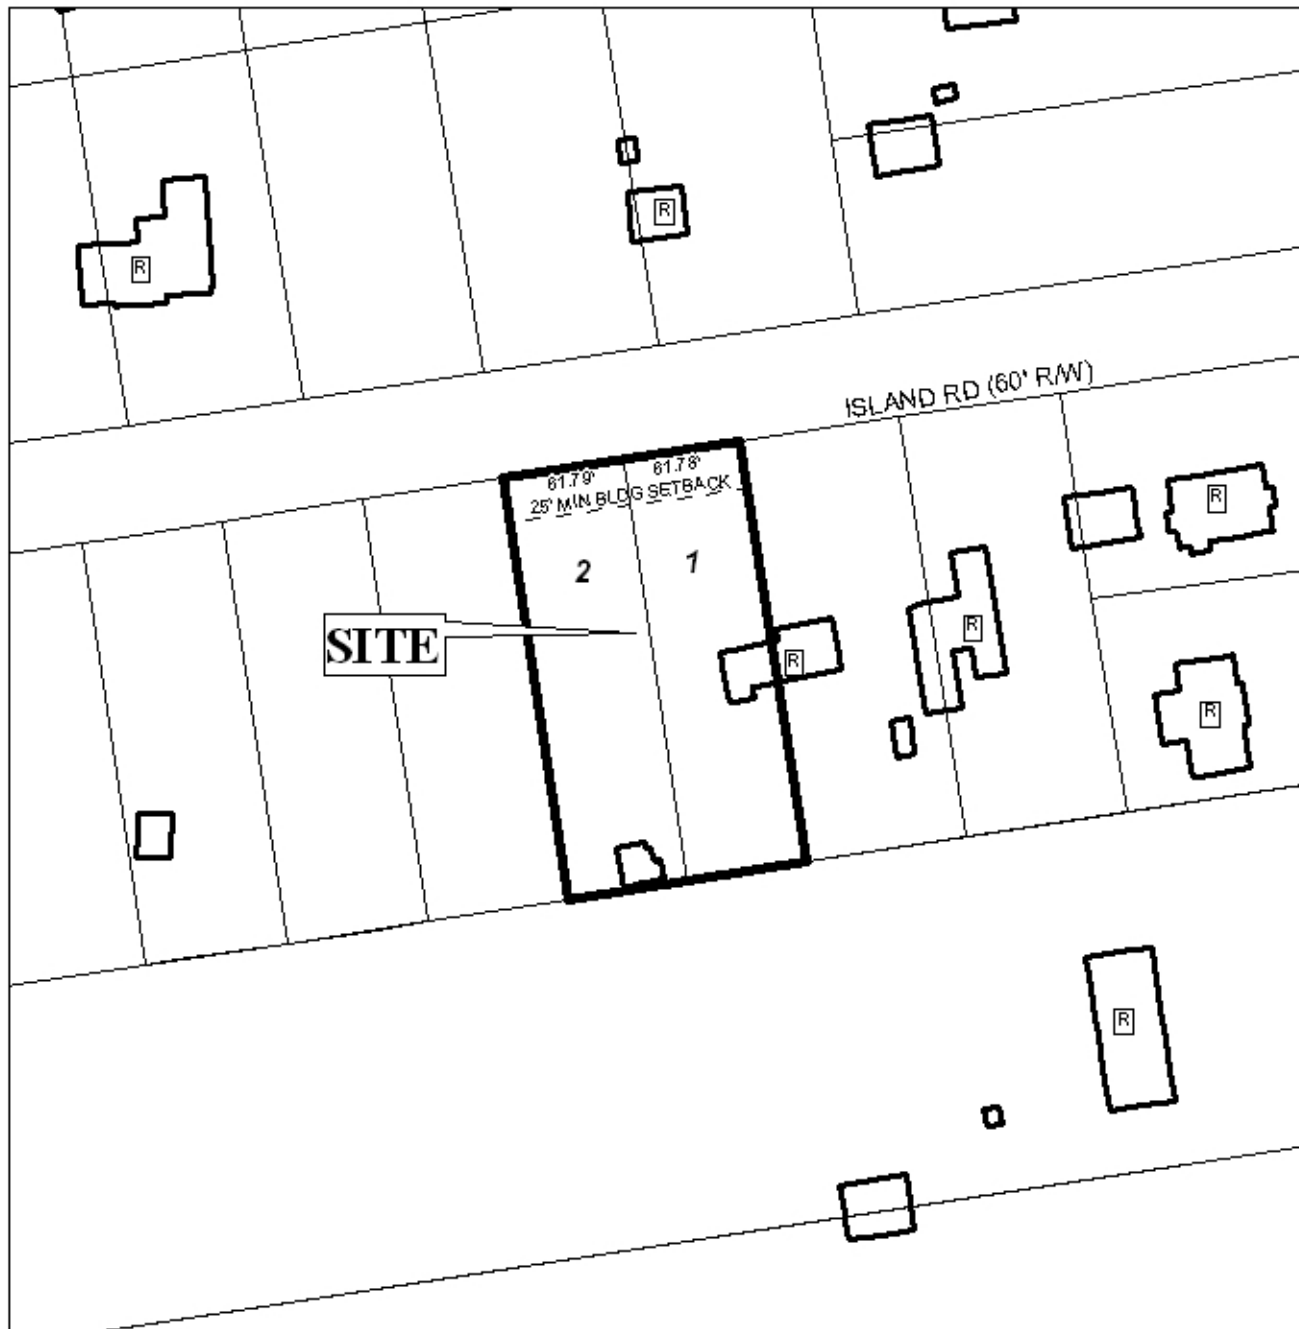 R
R
ISLAND RD (60' R/W)
61.79' 61.78'
25' MIN BLDG SETBACK
R
2 1
SITE
R
R
R
R